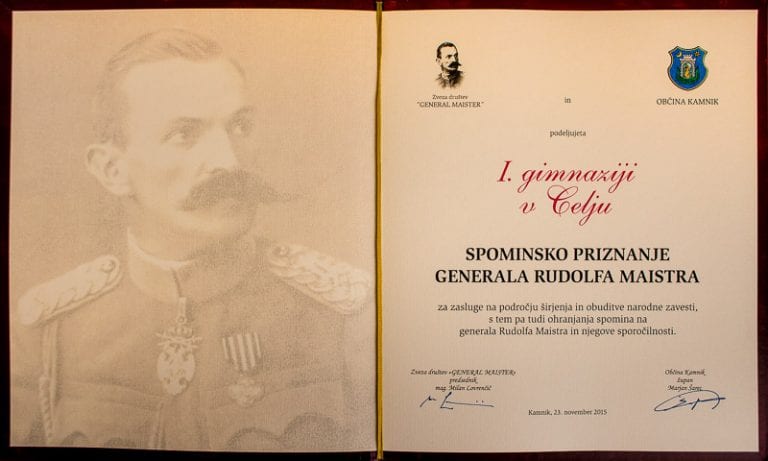 Zveza društev
"GENERAL MAISTER"
in
OBČINA KAMNIK
podeljujeta
I. gimnaziji
v Celju
SPOMINSKO PRIZNANJE
GENERALA RUDOLFA MAISTRA
za zasluge na področju širjenja in obuditve narodne zavesti,
s tem pa tudi ohranjanja spomina na
generala Rudolfa Maistra in njegove sporočilnosti.
Zveza društev »GENERAL MAISTER«
predsednik
mag. Milan Lovrenčič
Občina Kamnik
župan
Marjan Šarec
Kamnik, 23. november 2015